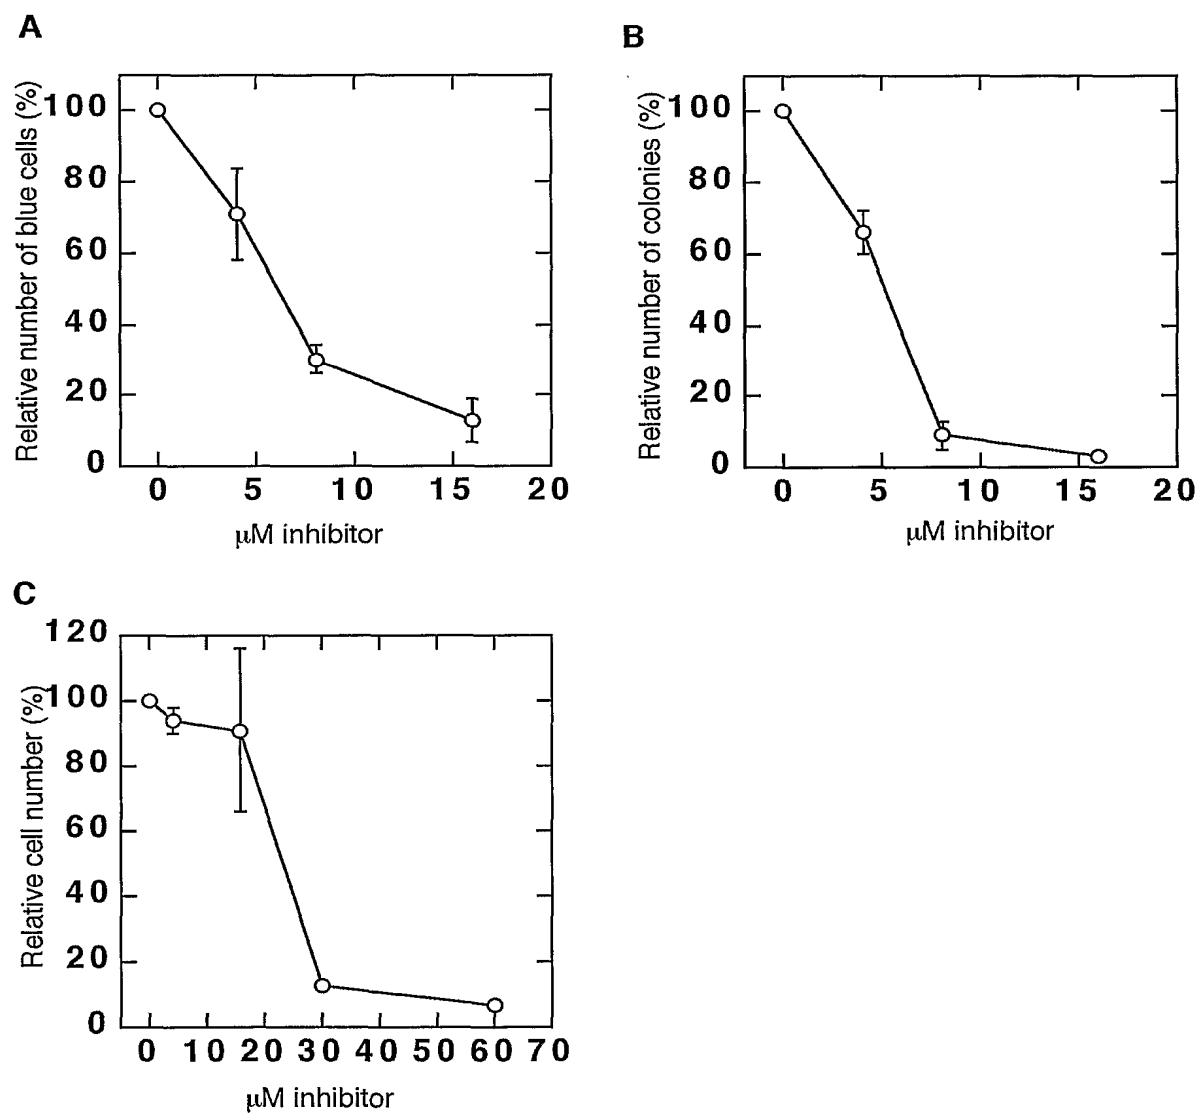 A
Relative number of blue cells (%)
100
80
60
40
20
0
0 5 10 15 20
μM inhibitor
B
Relative number of colonies (%)
100
80
60
40
20
0
0 5 10 15 20
μM inhibitor
C
Relative cell number (%)
120
100
80
60
40
20
0
0 10 20 30 40 50 60 70
μM inhibitor